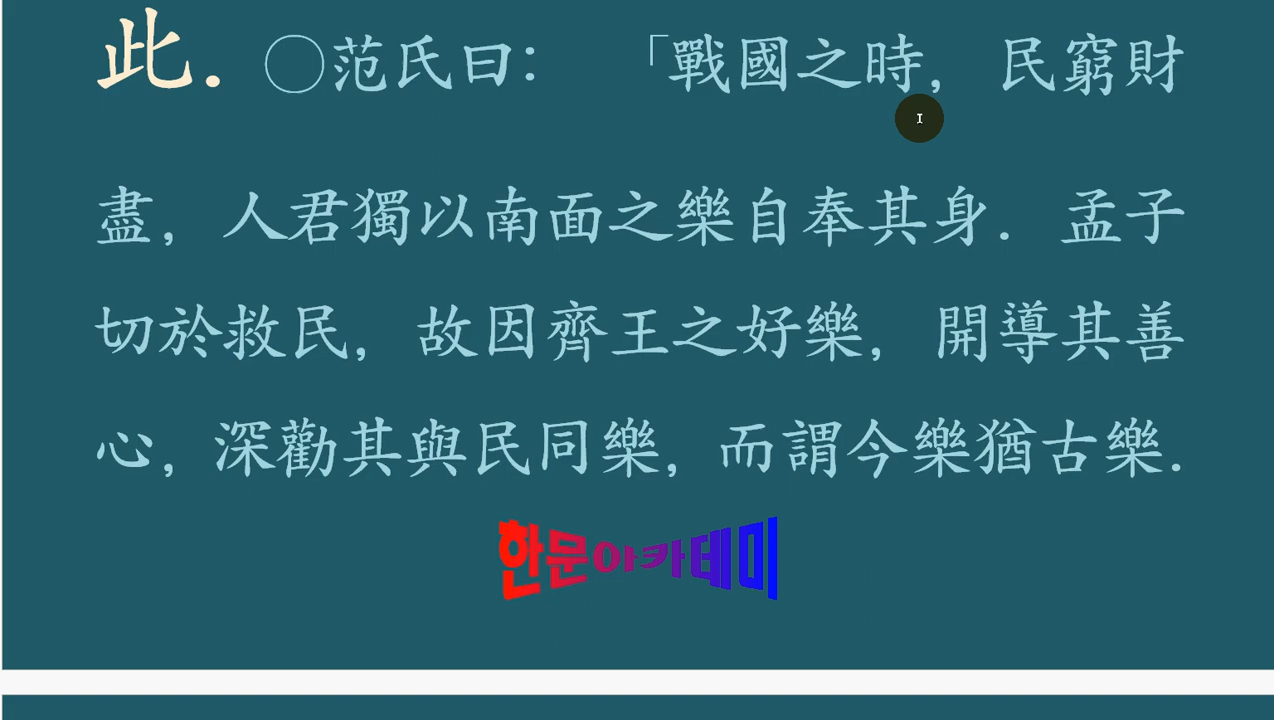 此. ◯范氏曰: 「戰國之時, 民窮財
盡, 人君獨以南面之樂自奉其身. 孟子
切於救民, 故因齊王之好樂, 開導其善
心, 深勸其與民同樂, 而謂今樂猶古樂.
한문아카데미